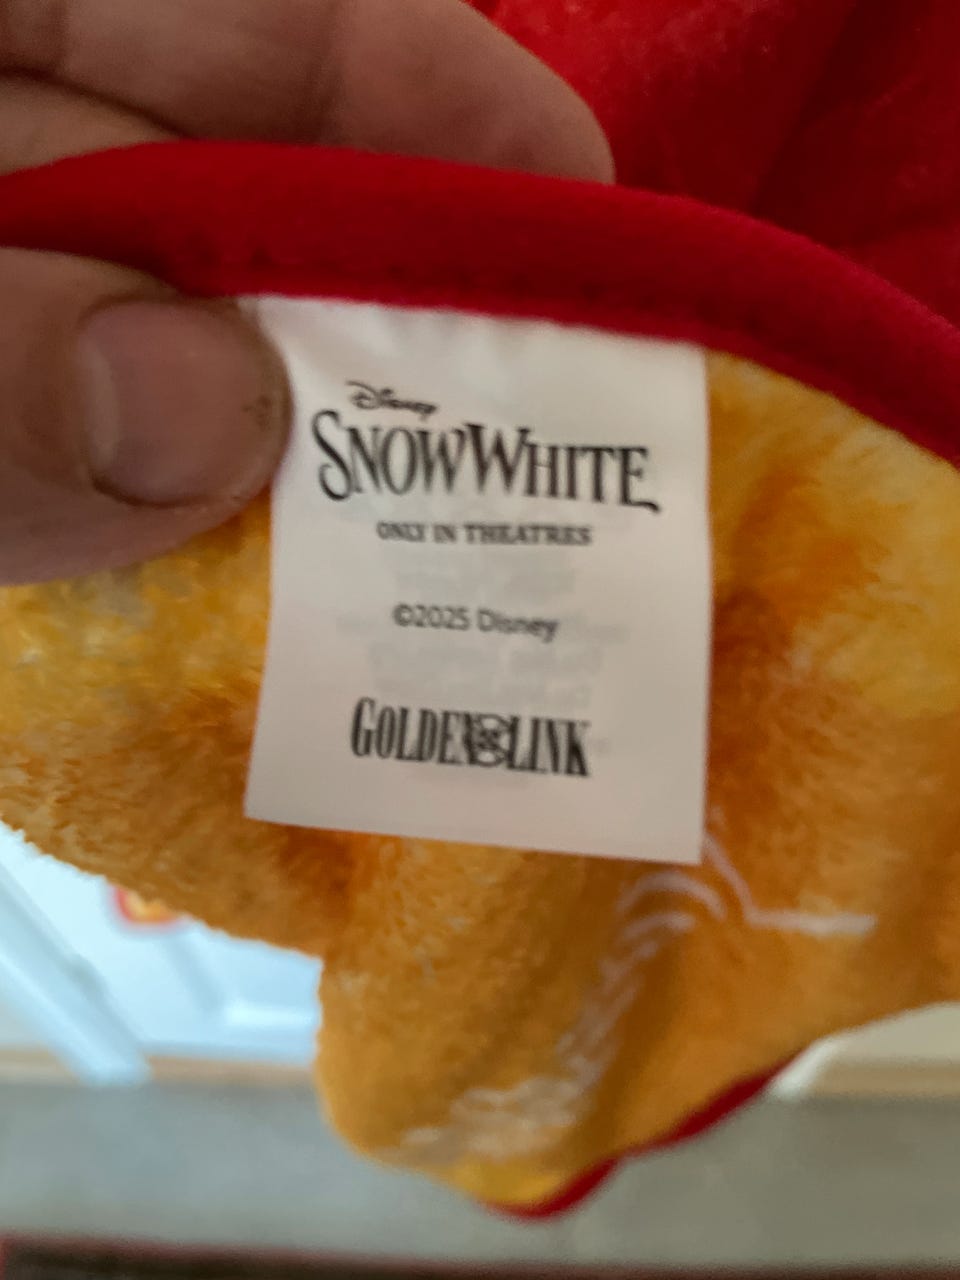 Disney
SNOW WHITE
ONLY IN THEATRES
©2025 Disney
GOLDEN LINK